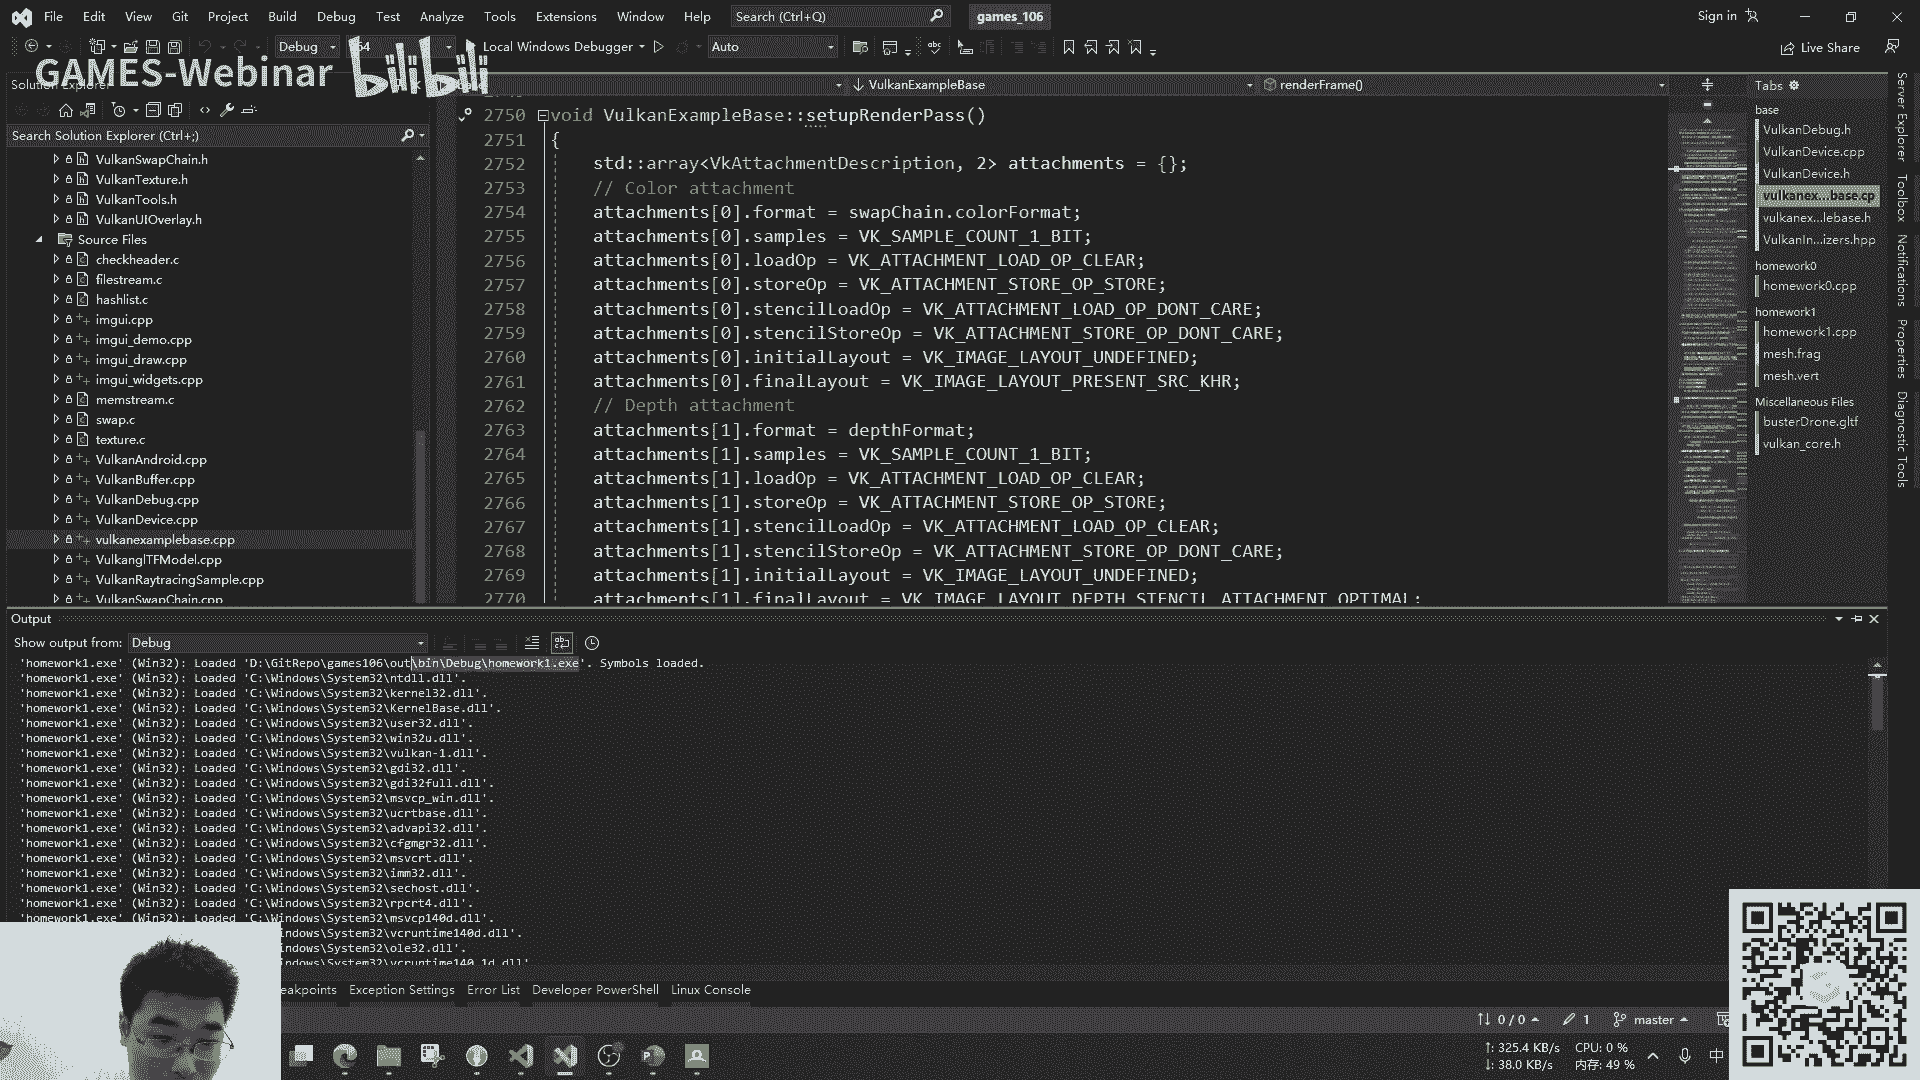 File Edit View Git Project Build Debug Test Analyze Tools Extensions Window Help Search (Ctrl+Q) games_106 Sign in
Debug 64 Local Windows Debugger Auto Live Share
GAMES-Webinar bilibili
Solution Explorer
VulkanExampleBase renderFrame()
Search Solution Explorer (Ctrl+;)
VulkanSwapChain.h
VulkanTexture.h
VulkanTools.h
VulkanUIOverlay.h
Source Files
checkheader.c
filestream.c
hashlist.c
imgui.cpp
imgui_demo.cpp
imgui_draw.cpp
imgui_widgets.cpp
memstream.c
swap.c
texture.c
VulkanAndroid.cpp
VulkanBuffer.cpp
VulkanDebug.cpp
VulkanDevice.cpp
vulkanexamplebase.cpp
VulkanglTFModel.cpp
VulkanRaytracingSample.cpp
VulkanSwapChain.cpp
2750 void VulkanExampleBase::setupRenderPass()
2751 {
2752 std::array<VkAttachmentDescription, 2> attachments = {};
2753 // Color attachment
2754 attachments[0].format = swapChain.colorFormat;
2755 attachments[0].samples = VK_SAMPLE_COUNT_1_BIT;
2756 attachments[0].loadOp = VK_ATTACHMENT_LOAD_OP_CLEAR;
2757 attachments[0].storeOp = VK_ATTACHMENT_STORE_OP_STORE;
2758 attachments[0].stencilLoadOp = VK_ATTACHMENT_LOAD_OP_DONT_CARE;
2759 attachments[0].stencilStoreOp = VK_ATTACHMENT_STORE_OP_DONT_CARE;
2760 attachments[0].initialLayout = VK_IMAGE_LAYOUT_UNDEFINED;
2761 attachments[0].finalLayout = VK_IMAGE_LAYOUT_PRESENT_SRC_KHR;
2762 // Depth attachment
2763 attachments[1].format = depthFormat;
2764 attachments[1].samples = VK_SAMPLE_COUNT_1_BIT;
2765 attachments[1].loadOp = VK_ATTACHMENT_LOAD_OP_CLEAR;
2766 attachments[1].storeOp = VK_ATTACHMENT_STORE_OP_STORE;
2767 attachments[1].stencilLoadOp = VK_ATTACHMENT_LOAD_OP_CLEAR;
2768 attachments[1].stencilStoreOp = VK_ATTACHMENT_STORE_OP_DONT_CARE;
2769 attachments[1].initialLayout = VK_IMAGE_LAYOUT_UNDEFINED;
2770 attachments[1].finalLayout = VK_IMAGE_LAYOUT_DEPTH_STENCIL_ATTACHMENT_OPTIMAL;
Tabs
base
VulkanDebug.h
VulkanDevice.cpp
VulkanDevice.h
vulkanex...base.cp
vulkanex...lebase.h
VulkanIn...izers.hpp
homework0
homework0.cpp
homework1
homework1.cpp
mesh.frag
mesh.vert
Miscellaneous Files
busterDrone.gltf
vulkan_core.h
Server Explorer
Toolbox
Notifications
Properties
Diagnostic Tools
Output
Show output from: Debug
'homework1.exe' (Win32): Loaded 'D:\GitRepo\games106\out\bin\Debug\homework1.exe'. Symbols loaded.
'homework1.exe' (Win32): Loaded 'C:\Windows\System32\ntdll.dll'.
'homework1.exe' (Win32): Loaded 'C:\Windows\System32\kernel32.dll'.
'homework1.exe' (Win32): Loaded 'C:\Windows\System32\KernelBase.dll'.
'homework1.exe' (Win32): Loaded 'C:\Windows\System32\user32.dll'.
'homework1.exe' (Win32): Loaded 'C:\Windows\System32\win32u.dll'.
'homework1.exe' (Win32): Loaded 'C:\Windows\System32\vulkan-1.dll'.
'homework1.exe' (Win32): Loaded 'C:\Windows\System32\gdi32.dll'.
'homework1.exe' (Win32): Loaded 'C:\Windows\System32\gdi32full.dll'.
'homework1.exe' (Win32): Loaded 'C:\Windows\System32\msvcp_win.dll'.
'homework1.exe' (Win32): Loaded 'C:\Windows\System32\ucrtbase.dll'.
'homework1.exe' (Win32): Loaded 'C:\Windows\System32\advapi32.dll'.
'homework1.exe' (Win32): Loaded 'C:\Windows\System32\cfgmgr32.dll'.
'homework1.exe' (Win32): Loaded 'C:\Windows\System32\msvcrt.dll'.
'homework1.exe' (Win32): Loaded 'C:\Windows\System32\imm32.dll'.
'homework1.exe' (Win32): Loaded 'C:\Windows\System32\sechost.dll'.
'homework1.exe' (Win32): Loaded 'C:\Windows\System32\rpcrt4.dll'.
'homework1.exe' (Win32): Loaded 'C:\Windows\System32\msvcp140d.dll'.
indows\System32\vcruntime140d.dll'.
indows\System32\ole32.dll'.
indows\System32\vcruntime140_1d.dll'
eakpoints Exception Settings Error List Developer PowerShell Linux Console
0 / 0 1 master
↑: 325.4 KB/s CPU: 0 %
↓: 38.0 KB/s 内存: 49 % 中